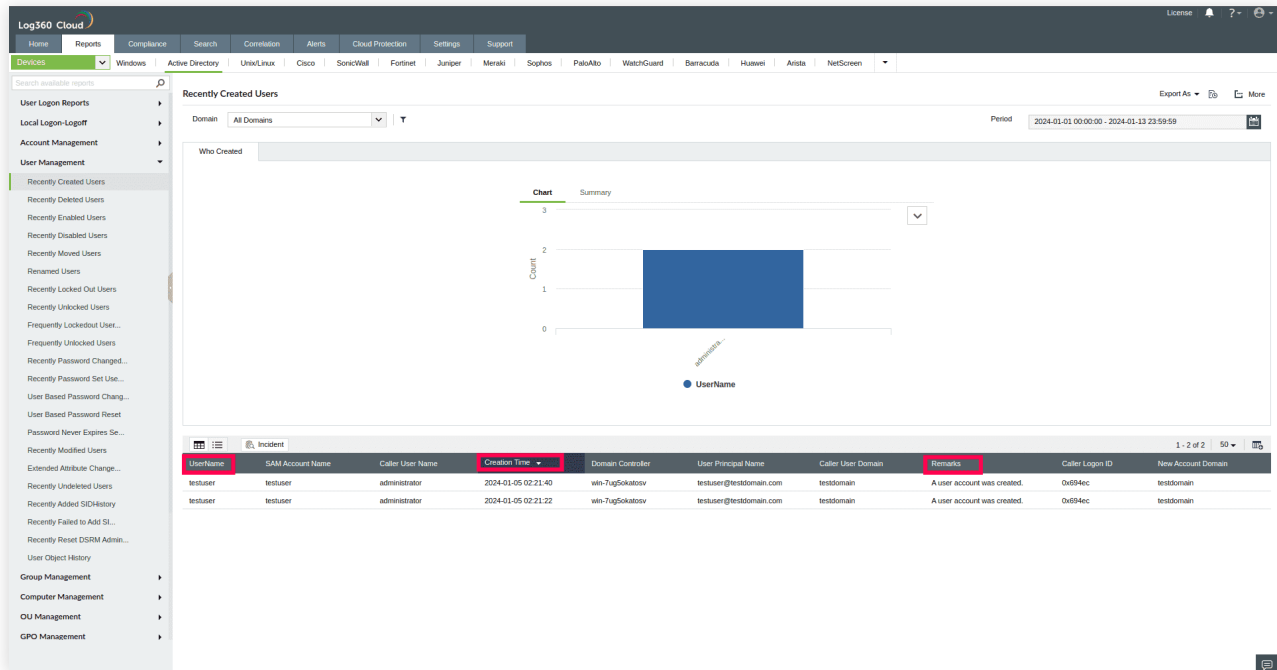 License ?
Log360 Cloud
Home Reports Compliance Search Correlation Alerts Cloud Protection Settings Support
Devices Windows Active Directory Unix/Linux Cisco SonicWall Fortinet Juniper Meraki Sophos PaloAlto WatchGuard Barracuda Huawei Arista NetScreen
Search available reports
User Logon Reports
Local Logon-Logoff
Account Management
User Management
Recently Created Users
Recently Deleted Users
Recently Enabled Users
Recently Disabled Users
Recently Moved Users
Renamed Users
Recently Locked Out Users
Recently Unlocked Users
Frequently Lockedout User...
Frequently Unlocked Users
Recently Password Changed...
Recently Password Set Use...
User Based Password Chang...
User Based Password Reset
Password Never Expires Se...
Recently Modified Users
Extended Attribute Change...
Recently Undeleted Users
Recently Added SIDHistory
Recently Failed to Add SI...
Recently Reset DSRM Admin...
User Object History
Group Management
Computer Management
OU Management
GPO Management
Recently Created Users
Export As More
Domain All Domains
Period 2024-01-01 00:00:00 - 2024-01-13 23:59:59
Who Created
Chart Summary
3
2
1
0
Count
administra...
UserName
Incident
1 - 2 of 2 50
UserName SAM Account Name Caller User Name Creation Time Domain Controller User Principal Name Caller User Domain Remarks Caller Logon ID New Account Domain
testuser testuser administrator 2024-01-05 02:21:40 win-7ug5okatosv testuser@testdomain.com testdomain A user account was created. 0x694ec testdomain
testuser testuser administrator 2024-01-05 02:21:22 win-7ug5okatosv testuser@testdomain.com testdomain A user account was created. 0x694ec testdomain